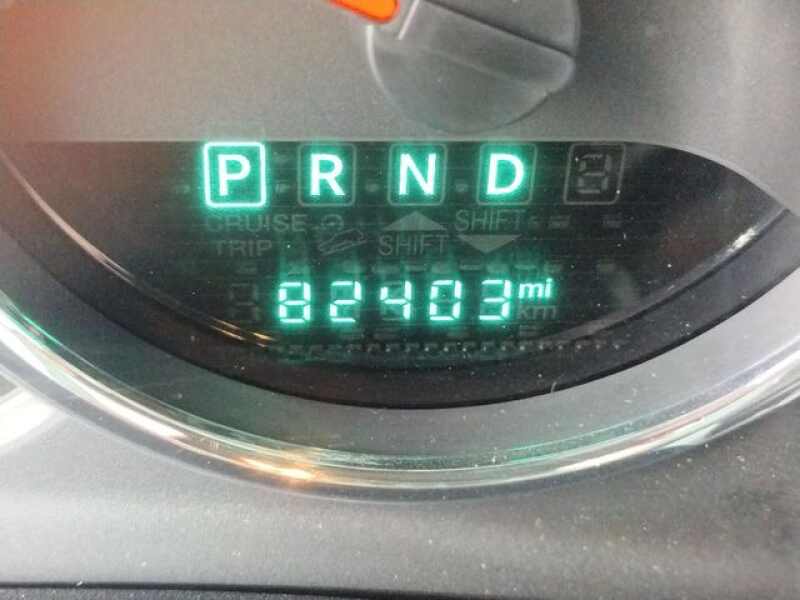 P R N D
CRUISE SHIFT
TRIP SHIFT
82403 mi
km